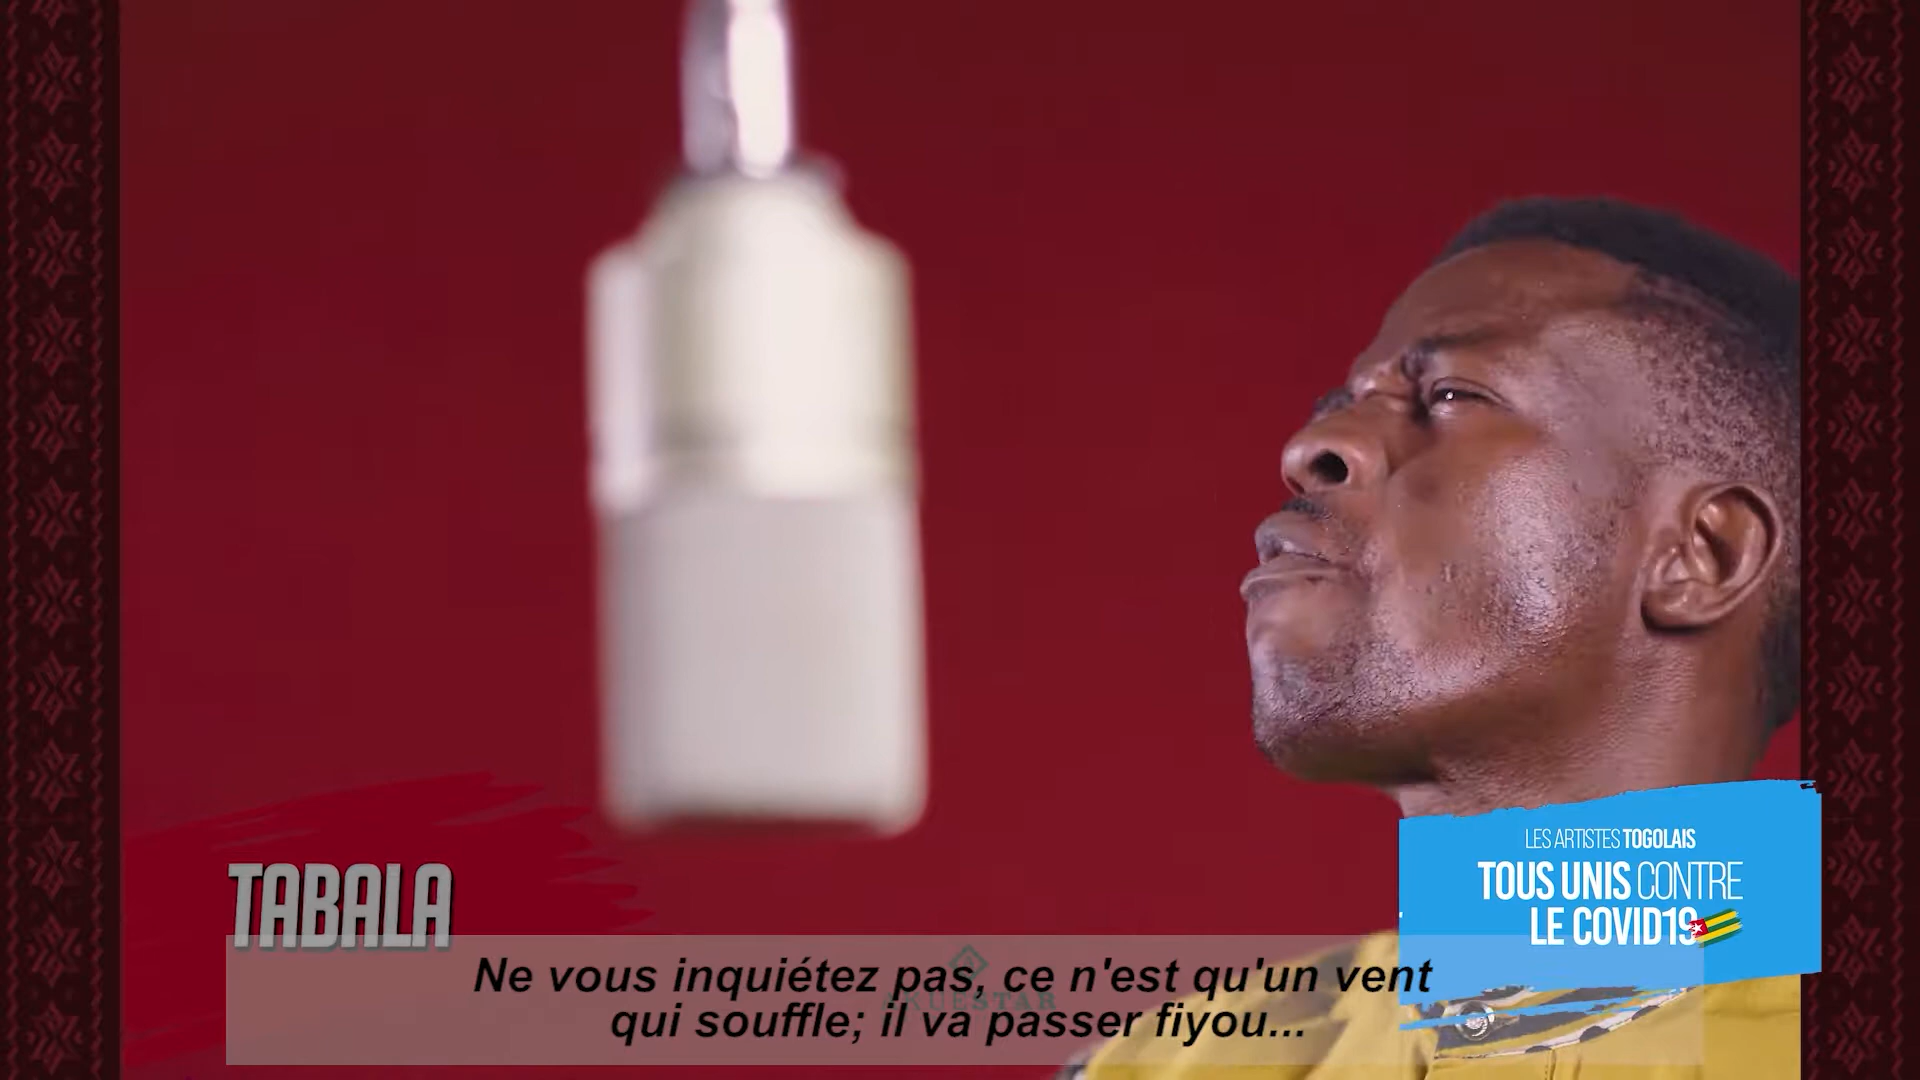 LES ARTISTES TOGOLAIS
TOUS UNIS CONTRE
LE COVID19
TABALA
Ne vous inquiétez pas, ce n'est qu'un vent
qui souffle; il va passer fiyou...
AKUESTAR